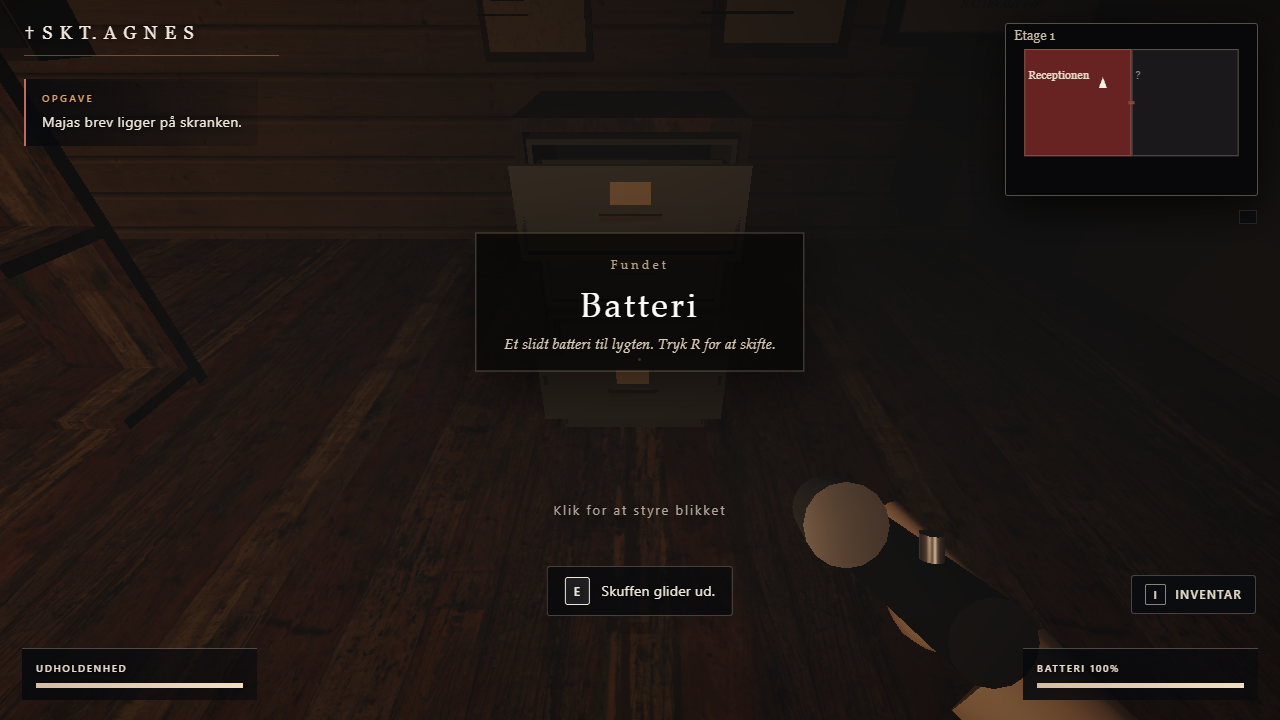 † SKT. AGNES
Etage 1
Receptionen
?
OPGAVE
Majas brev ligger på skranken.
Fundet
Batteri
Et slidt batteri til lygten. Tryk R for at skifte.
Klik for at styre blikket
E Skuffen glider ud.
I INVENTAR
UDHOLDENHED
BATTERI 100%